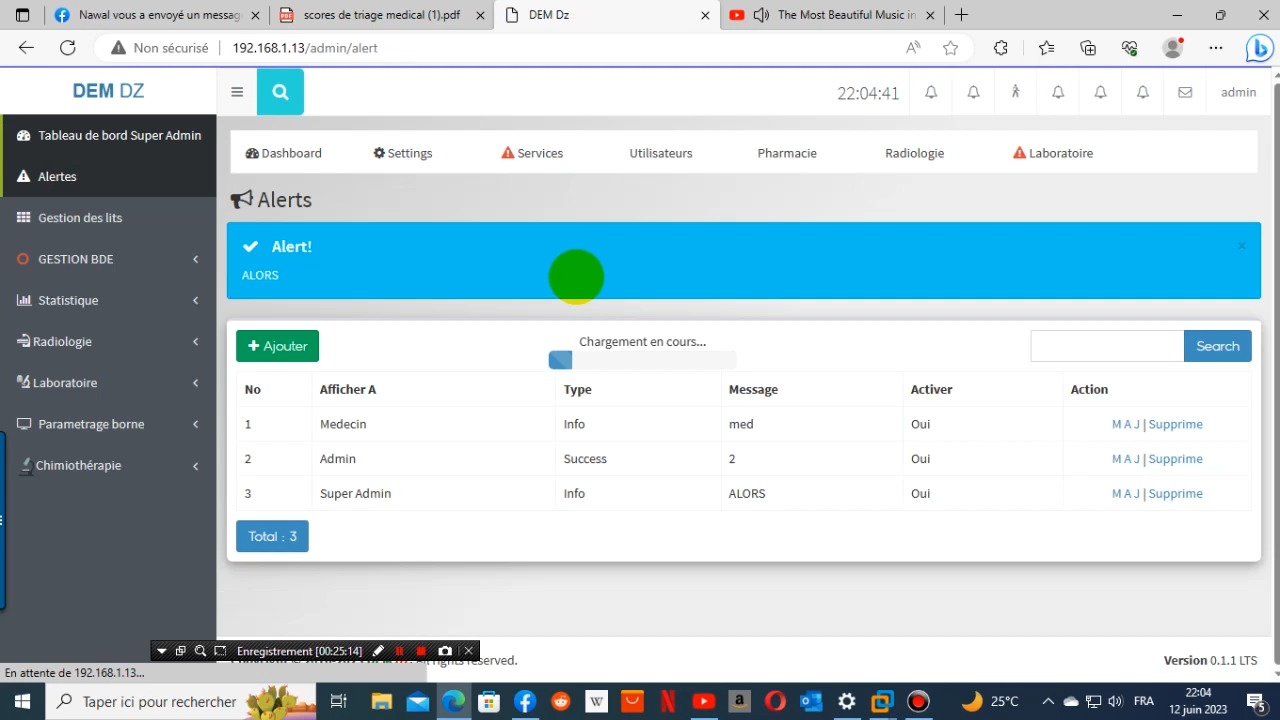 Nawal vous a envoyé un messag
scores de triage medical (1).pdf
DEM Dz
The Most Beautiful Music in
Non sécurisé
192.168.1.13/admin/alert
DEM DZ
22:04:41
admin
Tableau de bord Super Admin
Alertes
Gestion des lits
GESTION BDE
Statistique
Radiologie
Laboratoire
Parametrage borne
Chimiothérapie
Dashboard Settings Services Utilisateurs Pharmacie Radiologie Laboratoire
Alerts
Alert!
ALORS
Ajouter
Chargement en cours...
Search
No Afficher A Type Message Activer Action
1 Medecin Info med Oui M A J | Supprime
2 Admin Success 2 Oui M A J | Supprime
3 Super Admin Info ALORS Oui M A J | Supprime
Total : 3
Enregistrement [00:25:14]
rights reserved.
Version 0.1.1 LTS
En attente de 192.168.1.13...
Taper ici pour rechercher
25°C
FRA
22:04
12 juin 2023
5